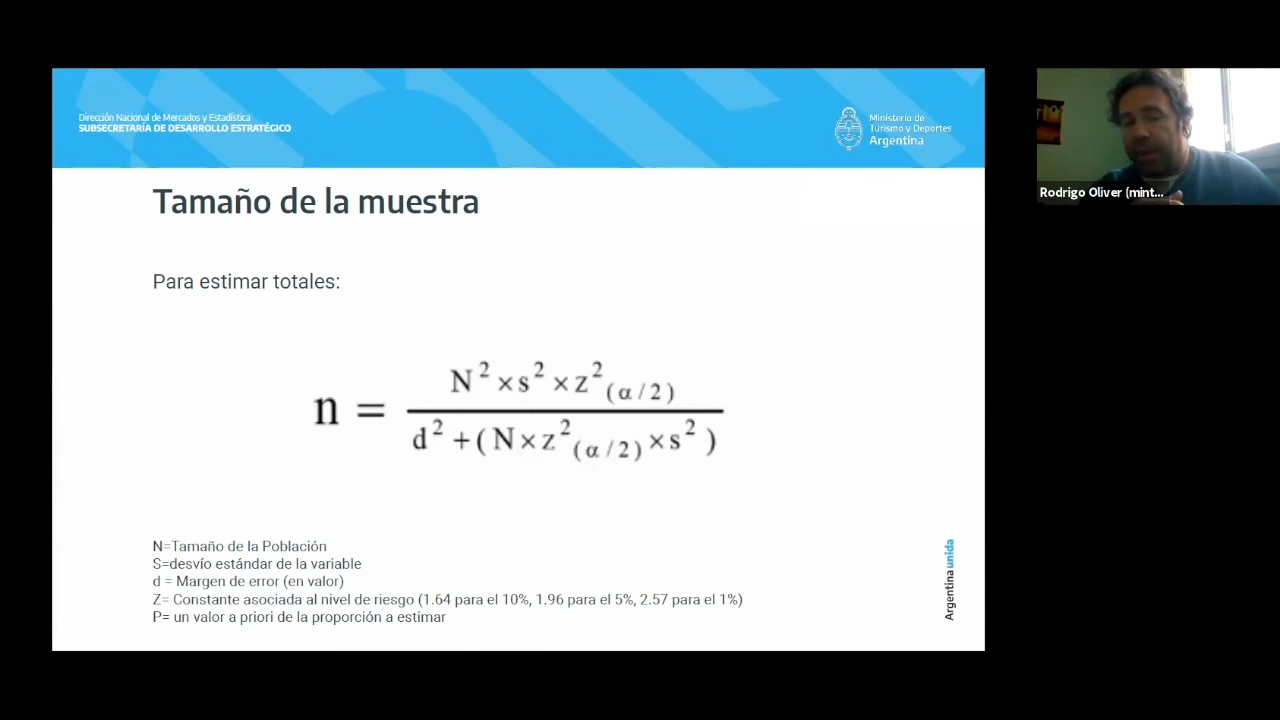 Dirección Nacional de Mercados y Estadística
SUBSECRETARÍA DE DESARROLLO ESTRATÉGICO
Ministerio de
Turismo y Deportes
Argentina
Rodrigo Oliver (mint...
Tamaño de la muestra
Para estimar totales:
n = N² × s² × z²(α/2)
d² + (N × z²(α/2) × s²)
N=Tamaño de la Población
S=desvío estándar de la variable
d = Margen de error (en valor)
Z= Constante asociada al nivel de riesgo (1.64 para el 10%, 1.96 para el 5%, 2.57 para el 1%)
P= un valor a priori de la proporción a estimar
Argentina unida